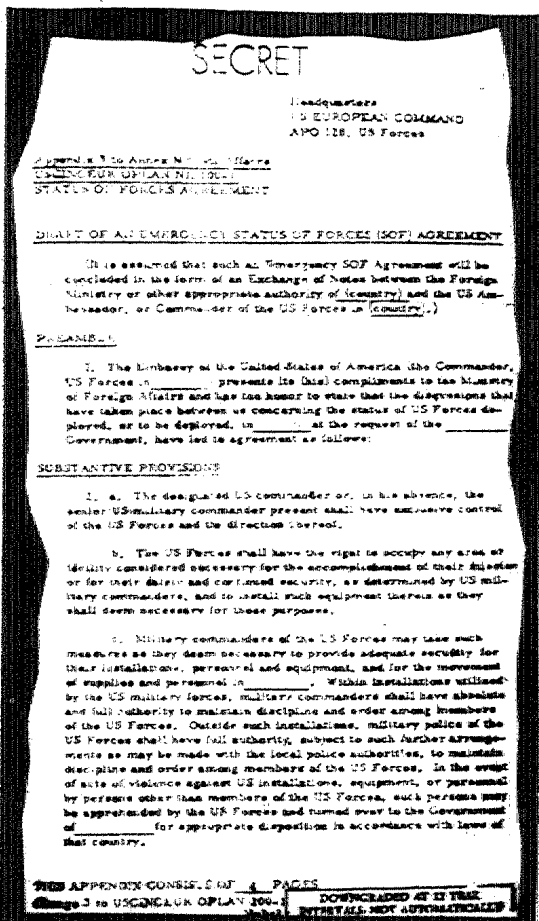 SECRET
Headquarters
US EUROPEAN COMMAND
APO 128, US Forces
Appendix 3 to Annex Affairs
USCINCEUR OPLAN
STATUS OF FORCES AGREEMENT
DRAFT OF AN EMERGENCY STATUS OF FORCES (SOF) AGREEMENT
(It is assumed that such an Emergency SOF Agreement will be
concluded in the form of an Exchange of Notes between the Foreign
Ministry or other appropriate authority of (country) and the US Am-
bassador, or Commander of the US Forces in (country).)
PREAMBLE
1. The Embassy of the United States of America (the Commander,
US Forces in ________ presents its (his) compliments to the Ministry
of Foreign Affairs and has the honor to state that the discussions that
have taken place between us concerning the status of US Forces de-
ployed, or to be deployed, in ________ at the request of the ________
Government, have led to agreement as follows:
SUBSTANTIVE PROVISIONS
2. a. The designated US commander or, in his absence, the
senior US military commander present shall have exclusive control
of the US Forces and the direction thereof.
b. The US Forces shall have the right to occupy any area or
facility considered necessary for the accomplishment of their mission
or for their safety and continued security, as determined by US mil-
itary commanders, and to install such equipment therein as they
shall deem necessary for these purposes.
c. Military commanders of the US Forces may take such
measures as they deem necessary to provide adequate security for
their installations, personnel and equipment, and for the movement
of supplies and personnel in ________. Within installations utilized
by the US military forces, military commanders shall have absolute
and full authority to maintain discipline and order among members
of the US Forces. Outside such installations, military police of the
US Forces shall have full authority, subject to such further arrange-
ments as may be made with the local police authorities, to maintain
discipline and order among members of the US Forces. In the event
of acts of violence against US installations, equipment, or personnel
by persons other than members of the US Forces, such persons may
be apprehended by the US Forces and turned over to the Government
of ________ for appropriate disposition in accordance with laws of
that country.
THIS APPENDIX CONSISTS OF 4 PAGES
Change 3 to USCINCEUR OPLAN 100-1
DOWNGRADED AT 12 YEAR
INTERVALS, NOT AUTOMATICALLY